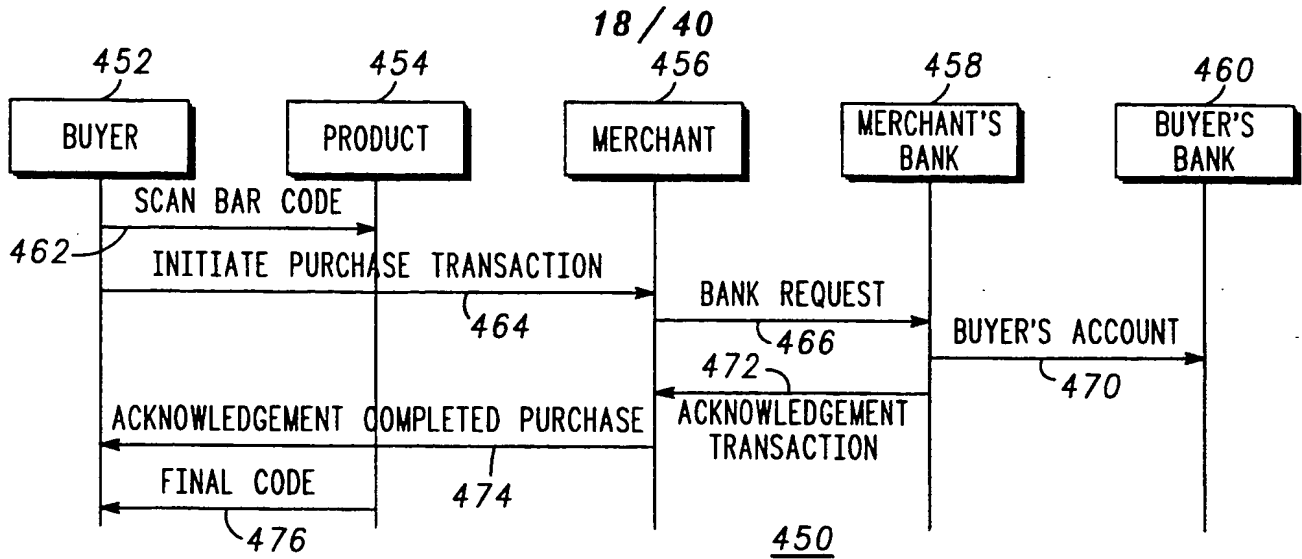 18/40
452
454
456
458
460
BUYER
PRODUCT
MERCHANT
MERCHANT'S
BANK
BUYER'S
BANK
SCAN BAR CODE
462
INITIATE PURCHASE TRANSACTION
464
BANK REQUEST
466
BUYER'S ACCOUNT
470
472
ACKNOWLEDGEMENT
TRANSACTION
ACKNOWLEDGEMENT COMPLETED PURCHASE
474
FINAL CODE
476
450